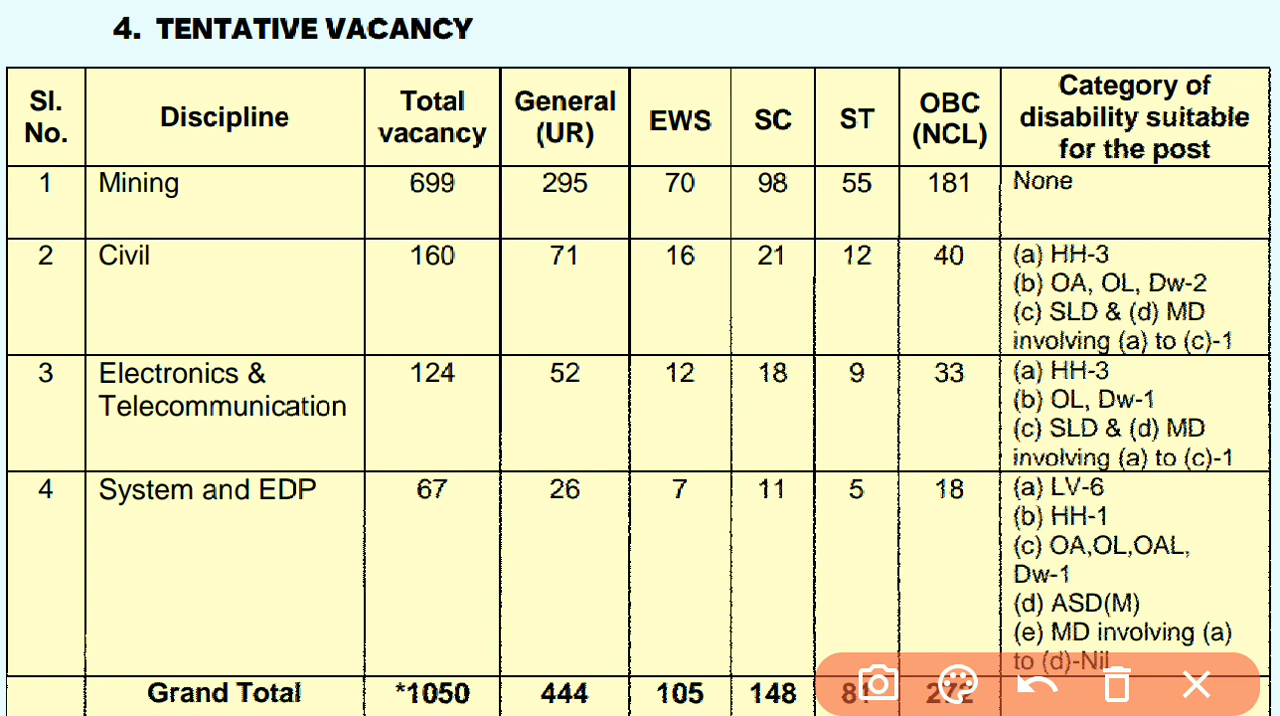 4. TENTATIVE VACANCY
Sl. No. Discipline Total vacancy General (UR) EWS SC ST OBC (NCL) Category of disability suitable for the post
1 Mining 699 295 70 98 55 181 None
2 Civil 160 71 16 21 12 40 (a) HH-3
(b) OA, OL, Dw-2
(c) SLD & (d) MD
involving (a) to (c)-1
3 Electronics & Telecommunication 124 52 12 18 9 33 (a) HH-3
(b) OL, Dw-1
(c) SLD & (d) MD
involving (a) to (c)-1
4 System and EDP 67 26 7 11 5 18 (a) LV-6
(b) HH-1
(c) OA,OL,OAL,
Dw-1
(d) ASD(M)
(e) MD involving (a)
to (d)-Nil
Grand Total *1050 444 105 148 81 272